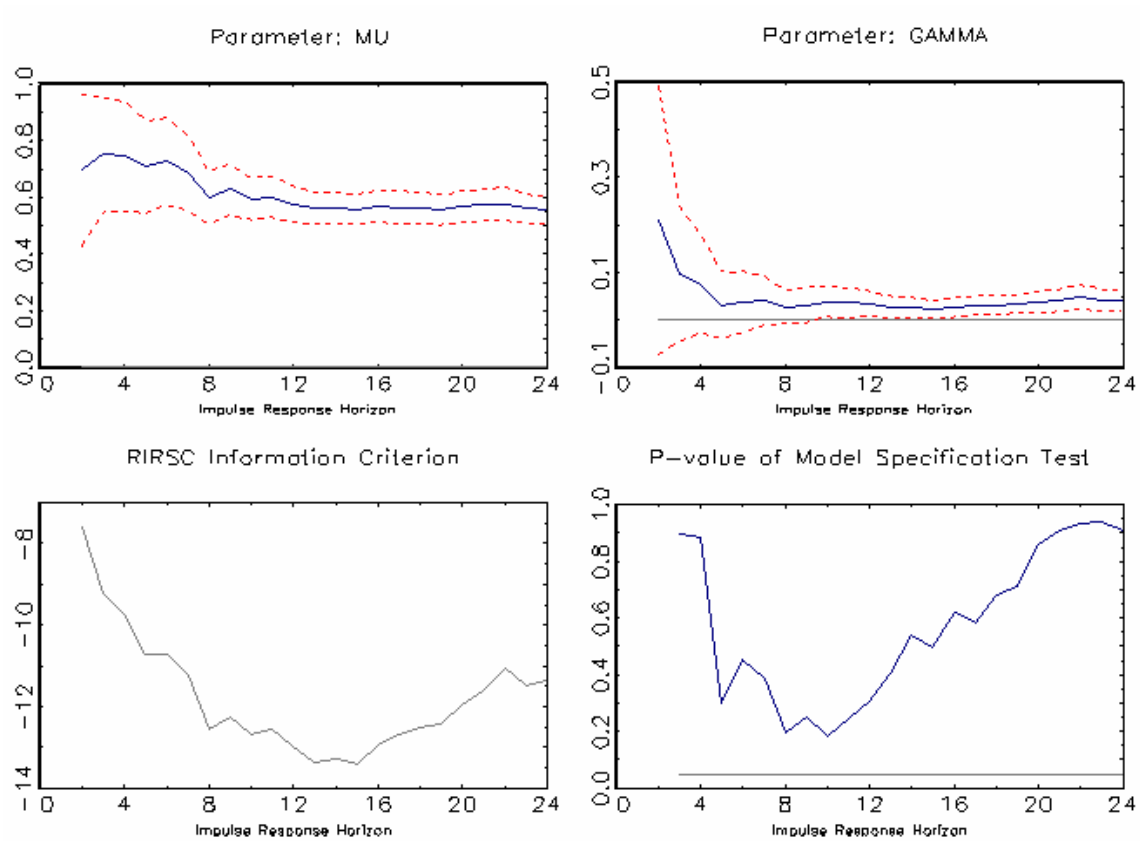 Parameter: MU
1.0
0.8
0.6
0.4
0.2
0.0
0 4 8 12 16 20 24
Impulse Response Horizon
Parameter: GAMMA
0.5
0.3
0.1
-0.1
0 4 8 12 16 20 24
Impulse Response Horizon
RIRSC Information Criterion
-8
-10
-12
-14
0 4 8 12 16 20 24
Impulse Response Horizon
P-value of Model Specification Test
1.0
0.8
0.6
0.4
0.2
0.0
0 4 8 12 16 20 24
Impulse Response Horizon